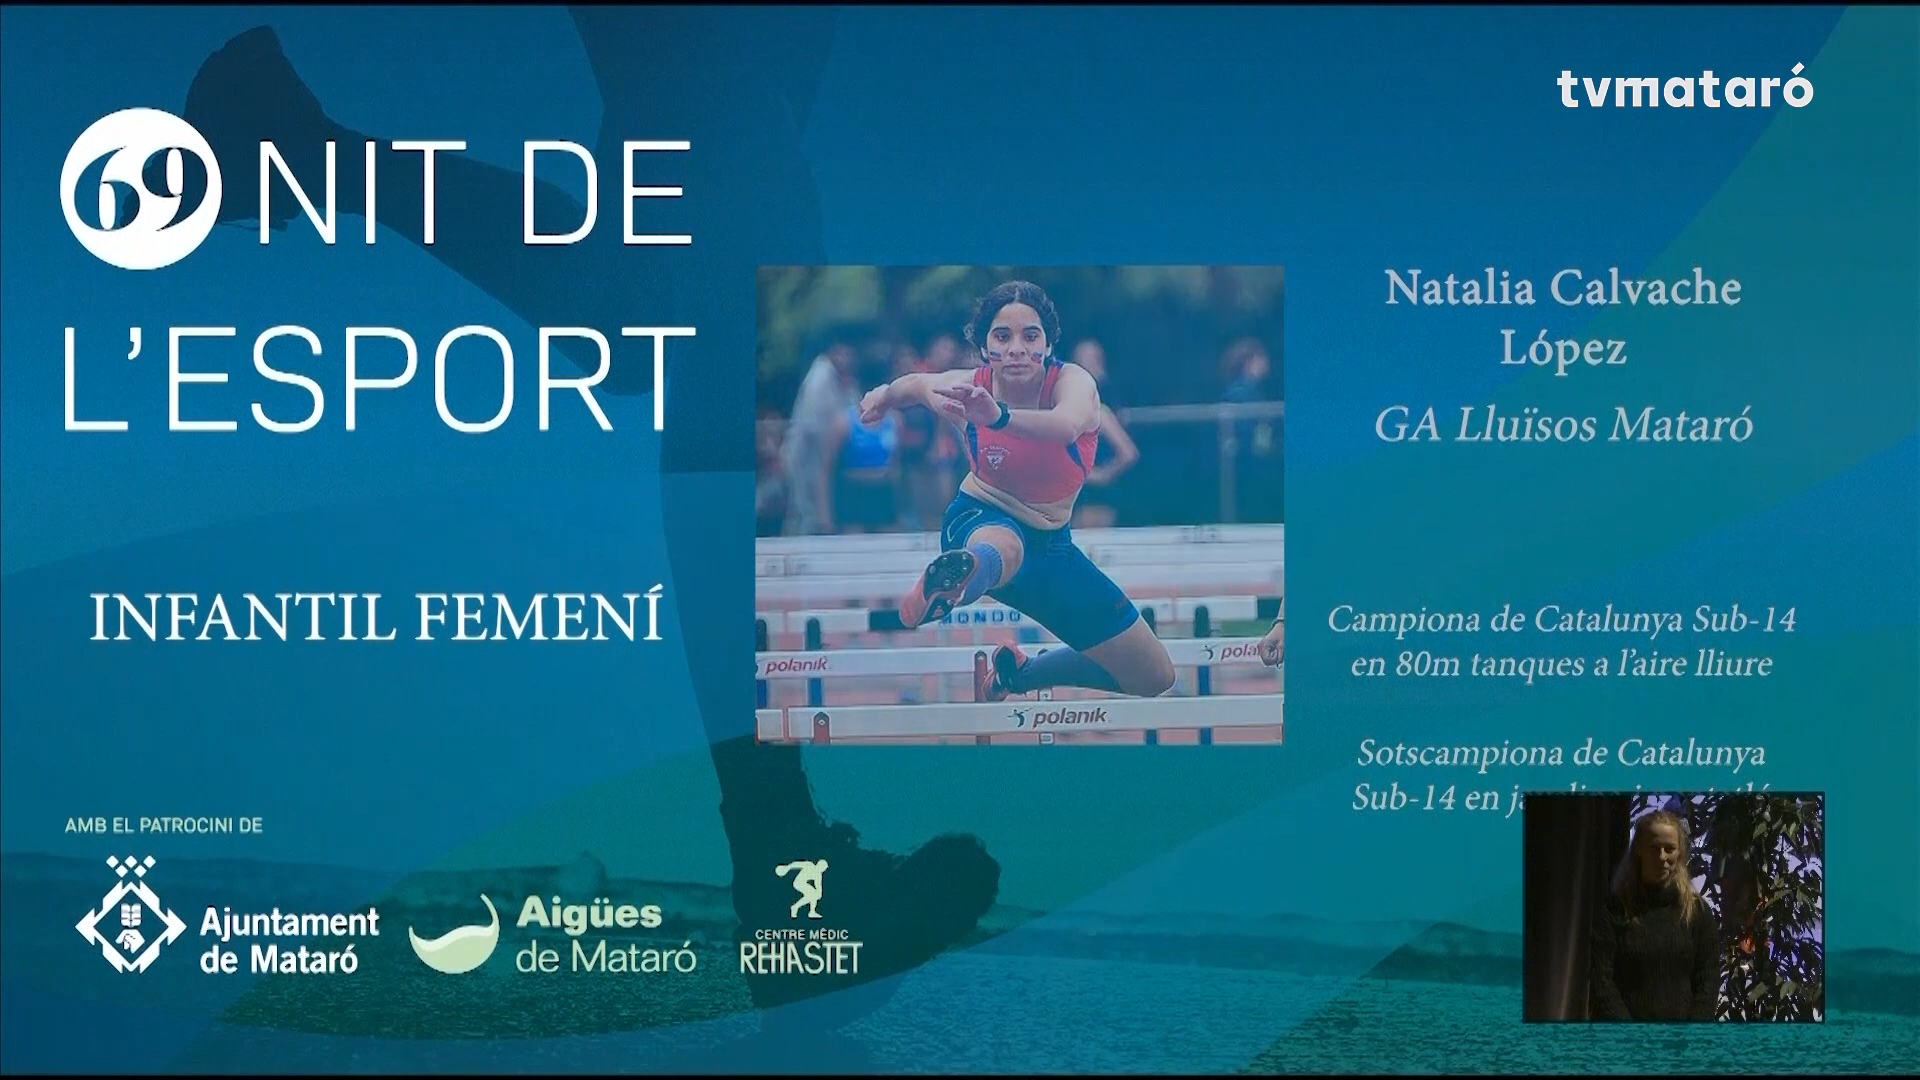 tvmataró
69 NIT DE
L'ESPORT
INFANTIL FEMENÍ
Natalia Calvache
López
GA Lluïsos Mataró
Campiona de Catalunya Sub-14
en 80m tanques a l'aire lliure
Sotscampiona de Catalunya
Sub-14 en
MONDO
polanik
polanik
AMB EL PATROCINI DE
Ajuntament
de Mataró
Aigües
de Mataró
CENTRE MÈDIC
REHASTET